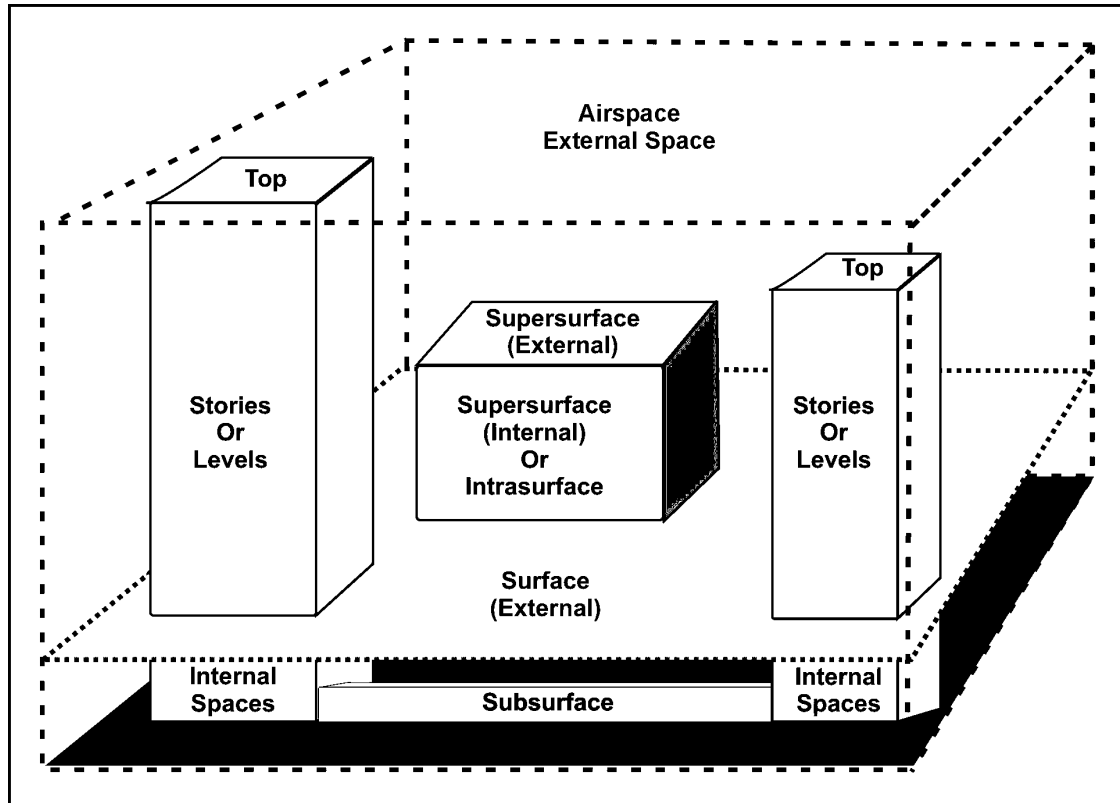 Airspace
External Space
Top
Top
Supersurface
(External)
Stories
Or
Levels
Supersurface
(Internal)
Or
Intrasurface
Stories
Or
Levels
Surface
(External)
Internal
Spaces
Subsurface
Internal
Spaces